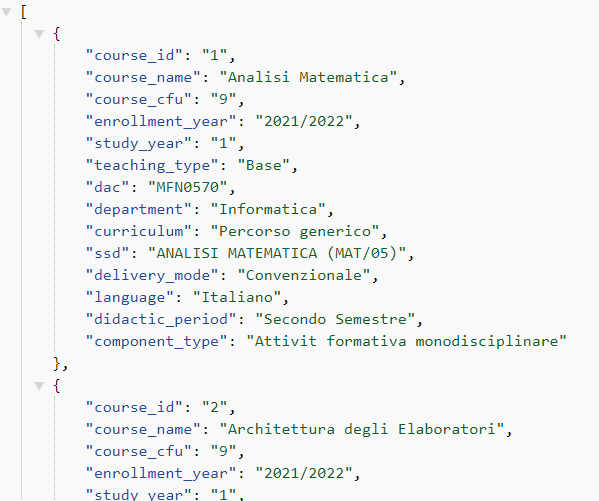 [
{
"course_id": "1",
"course_name": "Analisi Matematica",
"course_cfu": "9",
"enrollment_year": "2021/2022",
"study_year": "1",
"teaching_type": "Base",
"dac": "MFN0570",
"department": "Informatica",
"curriculum": "Percorso generico",
"ssd": "ANALISI MATEMATICA (MAT/05)",
"delivery_mode": "Convenzionale",
"language": "Italiano",
"didactic_period": "Secondo Semestre",
"component_type": "Attivit formativa monodisciplinare"
},
{
"course_id": "2",
"course_name": "Architettura degli Elaboratori",
"course_cfu": "9",
"enrollment_year": "2021/2022",
"study_year": "1",